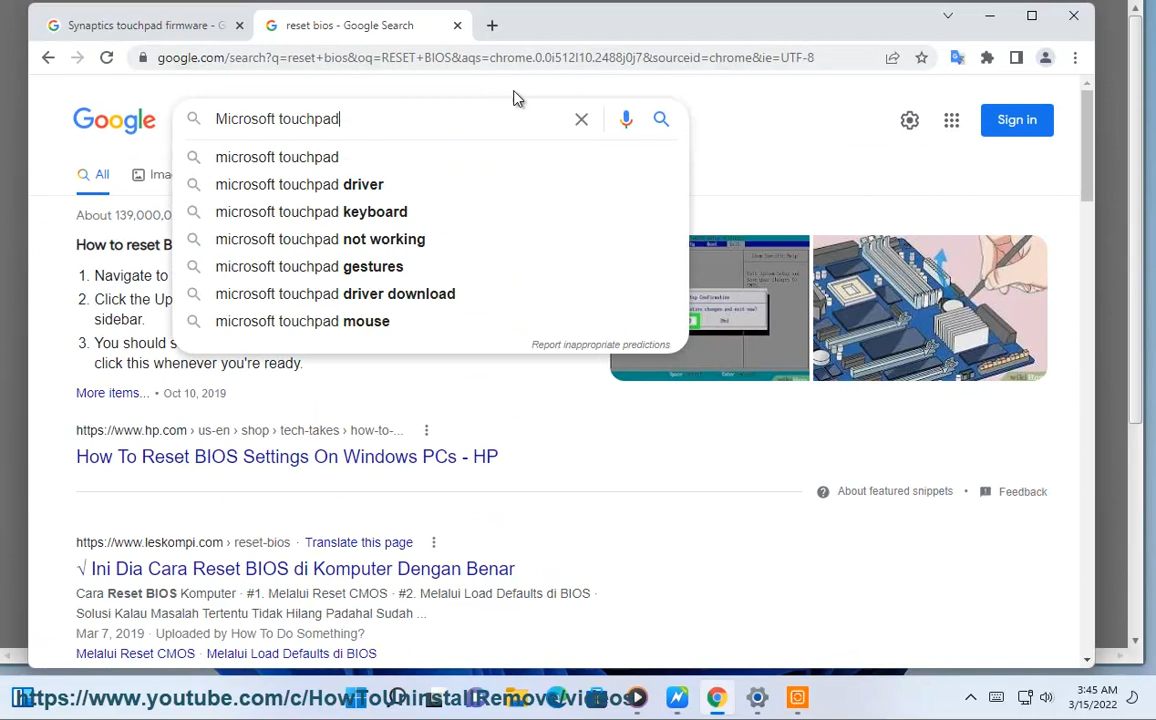 Synaptics touchpad firmware - G
reset bios - Google Search
google.com/search?q=reset+bios&oq=RESET+BIOS&aqs=chrome.0.0i512l10.2488j0j7&sourceid=chrome&ie=UTF-8
Google
Microsoft touchpad
Sign in
microsoft touchpad
microsoft touchpad driver
microsoft touchpad keyboard
microsoft touchpad not working
microsoft touchpad gestures
microsoft touchpad driver download
microsoft touchpad mouse
Report inappropriate predictions
All
Ima
About 139,000,0
How to reset B
1. Navigate to
2. Click the Up
sidebar.
3. You should s
click this whenever you're ready.
More items... • Oct 10, 2019
https://www.hp.com › us-en › shop › tech-takes › how-to-...
How To Reset BIOS Settings On Windows PCs - HP
About featured snippets • Feedback
https://www.leskompi.com › reset-bios · Translate this page
√ Ini Dia Cara Reset BIOS di Komputer Dengan Benar
Cara Reset BIOS Komputer · #1. Melalui Reset CMOS · #2. Melalui Load Defaults di BIOS ·
Solusi Kalau Masalah Tertentu Tidak Hilang Padahal Sudah ...
Mar 7, 2019 · Uploaded by How To Do Something?
Melalui Reset CMOS · Melalui Load Defaults di BIOS
https://www.youtube.com/c/HowToUninstallRemove/videos
3:45 AM
3/15/2022